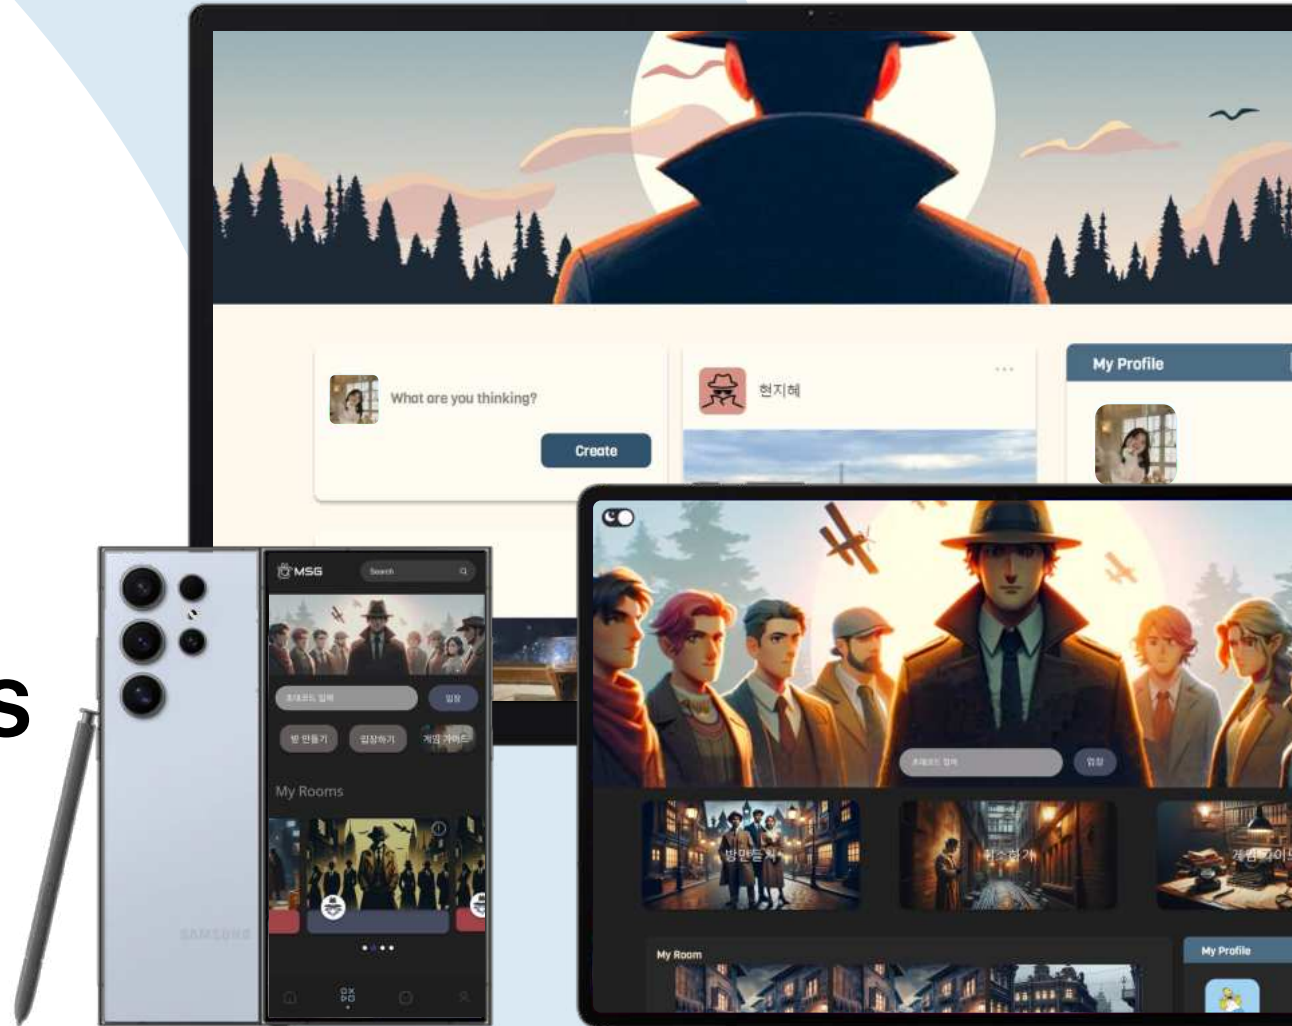 My Profile
현지혜
What are you thinking?
Create
MSG
Search
초대코드 입력
입장
초대코드 입력
입장
방 만들기
입장하기
게임 가이드
S
My Rooms
방만들기
취소하기
게임가이드
SAMSUNG
My Room
My Profile